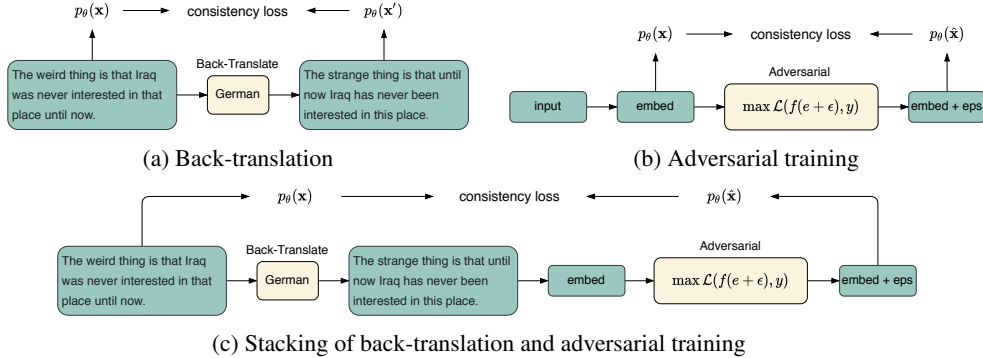 pθ(x) consistency loss pθ(x′)
The weird thing is that Iraq
was never interested in that
place until now.
Back-Translate
German
The strange thing is that until
now Iraq has never been
interested in this place.
(a) Back-translation
pθ(x) consistency loss pθ(x̂)
Adversarial
input
embed
max L(f(e + ϵ), y)
embed + eps
(b) Adversarial training
pθ(x) consistency loss pθ(x̂)
The weird thing is that Iraq
was never interested in that
place until now.
Back-Translate
German
The strange thing is that until
now Iraq has never been
interested in this place.
embed
Adversarial
max L(f(e + ϵ), y)
embed + eps
(c) Stacking of back-translation and adversarial training